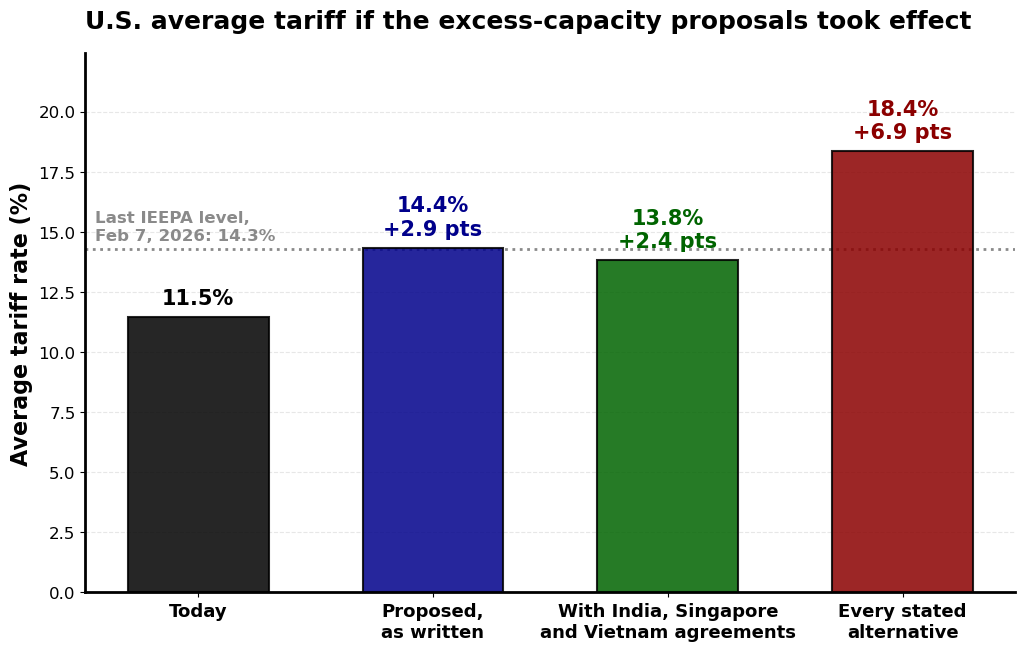 U.S. average tariff if the excess-capacity proposals took effect
Average tariff rate (%)
20.0
17.5
15.0
12.5
10.0
7.5
5.0
2.5
0.0
Last IEEPA level,
Feb 7, 2026: 14.3%
11.5%
14.4%
+2.9 pts
13.8%
+2.4 pts
18.4%
+6.9 pts
Today
Proposed,
as written
With India, Singapore
and Vietnam agreements
Every stated
alternative